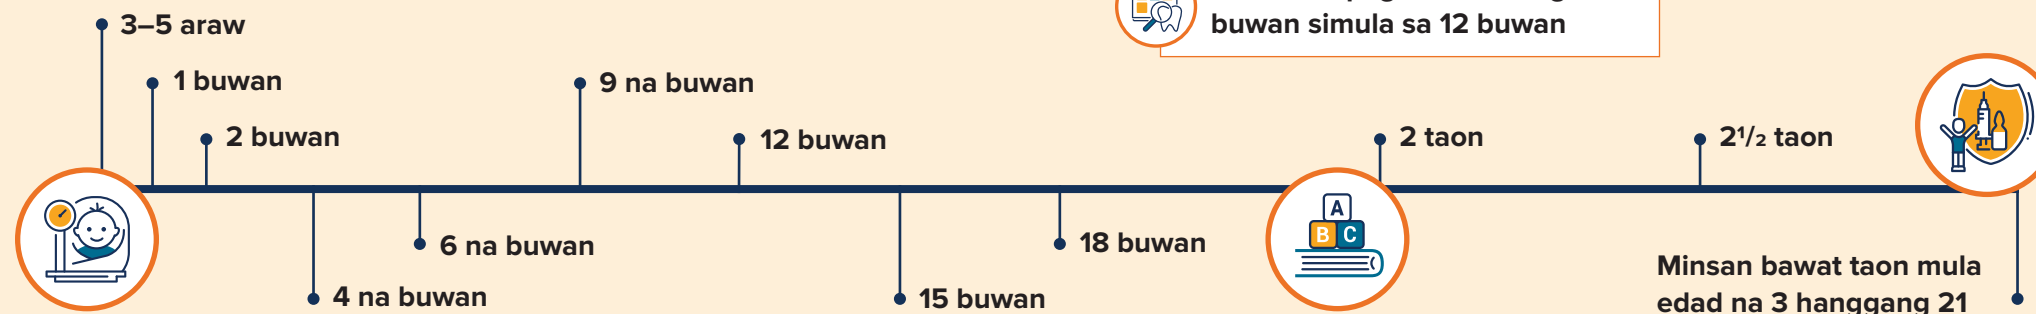 3–5 araw
buwan simula sa 12 buwan
1 buwan
9 na buwan
2 buwan
12 buwan
2 taon
2¹/₂ taon
A
B C
6 na buwan
18 buwan
4 na buwan
15 buwan
Minsan bawat taon mula
edad na 3 hanggang 21